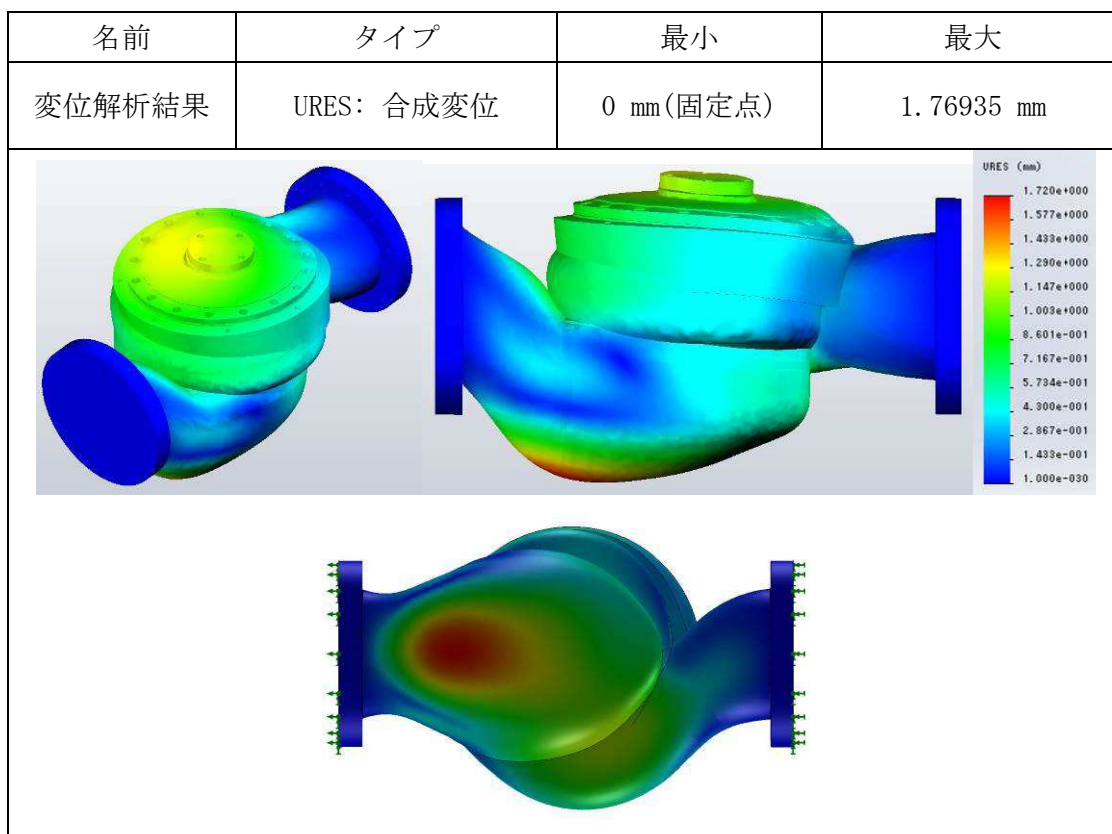 名前 タイプ 最小 最大
変位解析結果 URES: 合成変位 0 mm(固定点) 1.76935 mm
URES (mm)
1.720e+000
1.577e+000
1.433e+000
1.290e+000
1.147e+000
1.003e+000
8.601e-001
7.167e-001
5.734e-001
4.300e-001
2.867e-001
1.433e-001
1.000e-030